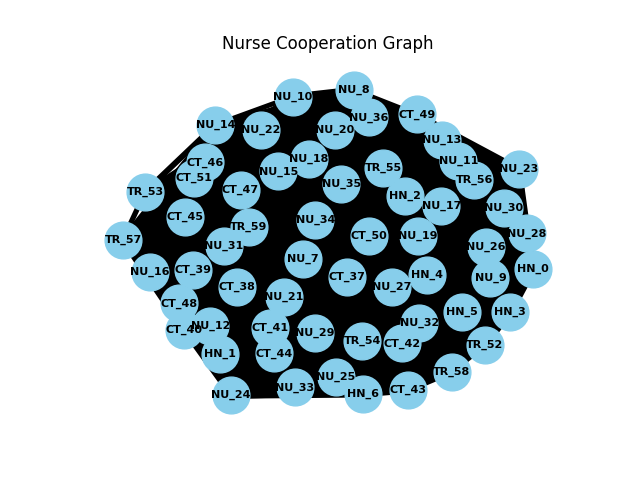 Nurse Cooperation Graph
NU_8
NU_10
CT_49
NU_36
NU_14
NU_22
NU_20
NU_13
NU_18
NU_11
CT_46
TR_55
NU_23
NU_15
CT_51
TR_56
NU_35
CT_47
TR_53
HN_2
NU_17
NU_30
CT_45
NU_34
TR_59
NU_28
CT_50
NU_19
TR_57
NU_31
NU_26
NU_7
HN_0
CT_39
NU_16
HN_4
CT_37
NU_9
CT_38
NU_27
NU_21
CT_48
HN_5
HN_3
NU_32
NU_12
CT_41
CT_40
NU_29
TR_54
CT_42
TR_52
HN_1
CT_44
TR_58
NU_25
NU_33
CT_43
HN_6
NU_24